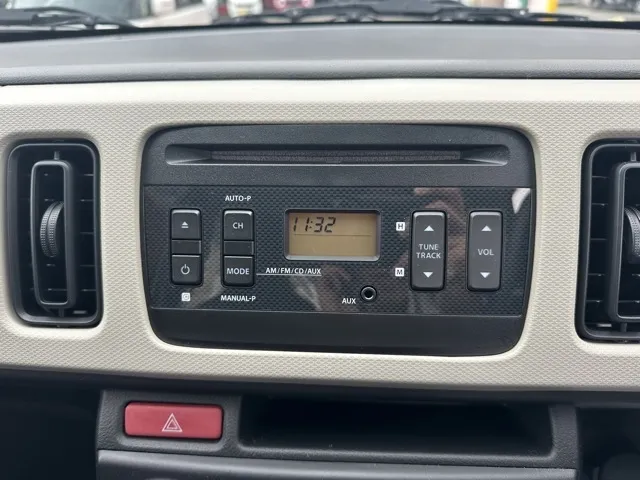 AUTO-P
CH
11:32
H
TUNE
TRACK
VOL
MODE
AM/FM/CD/AUX
M
MANUAL-P
AUX